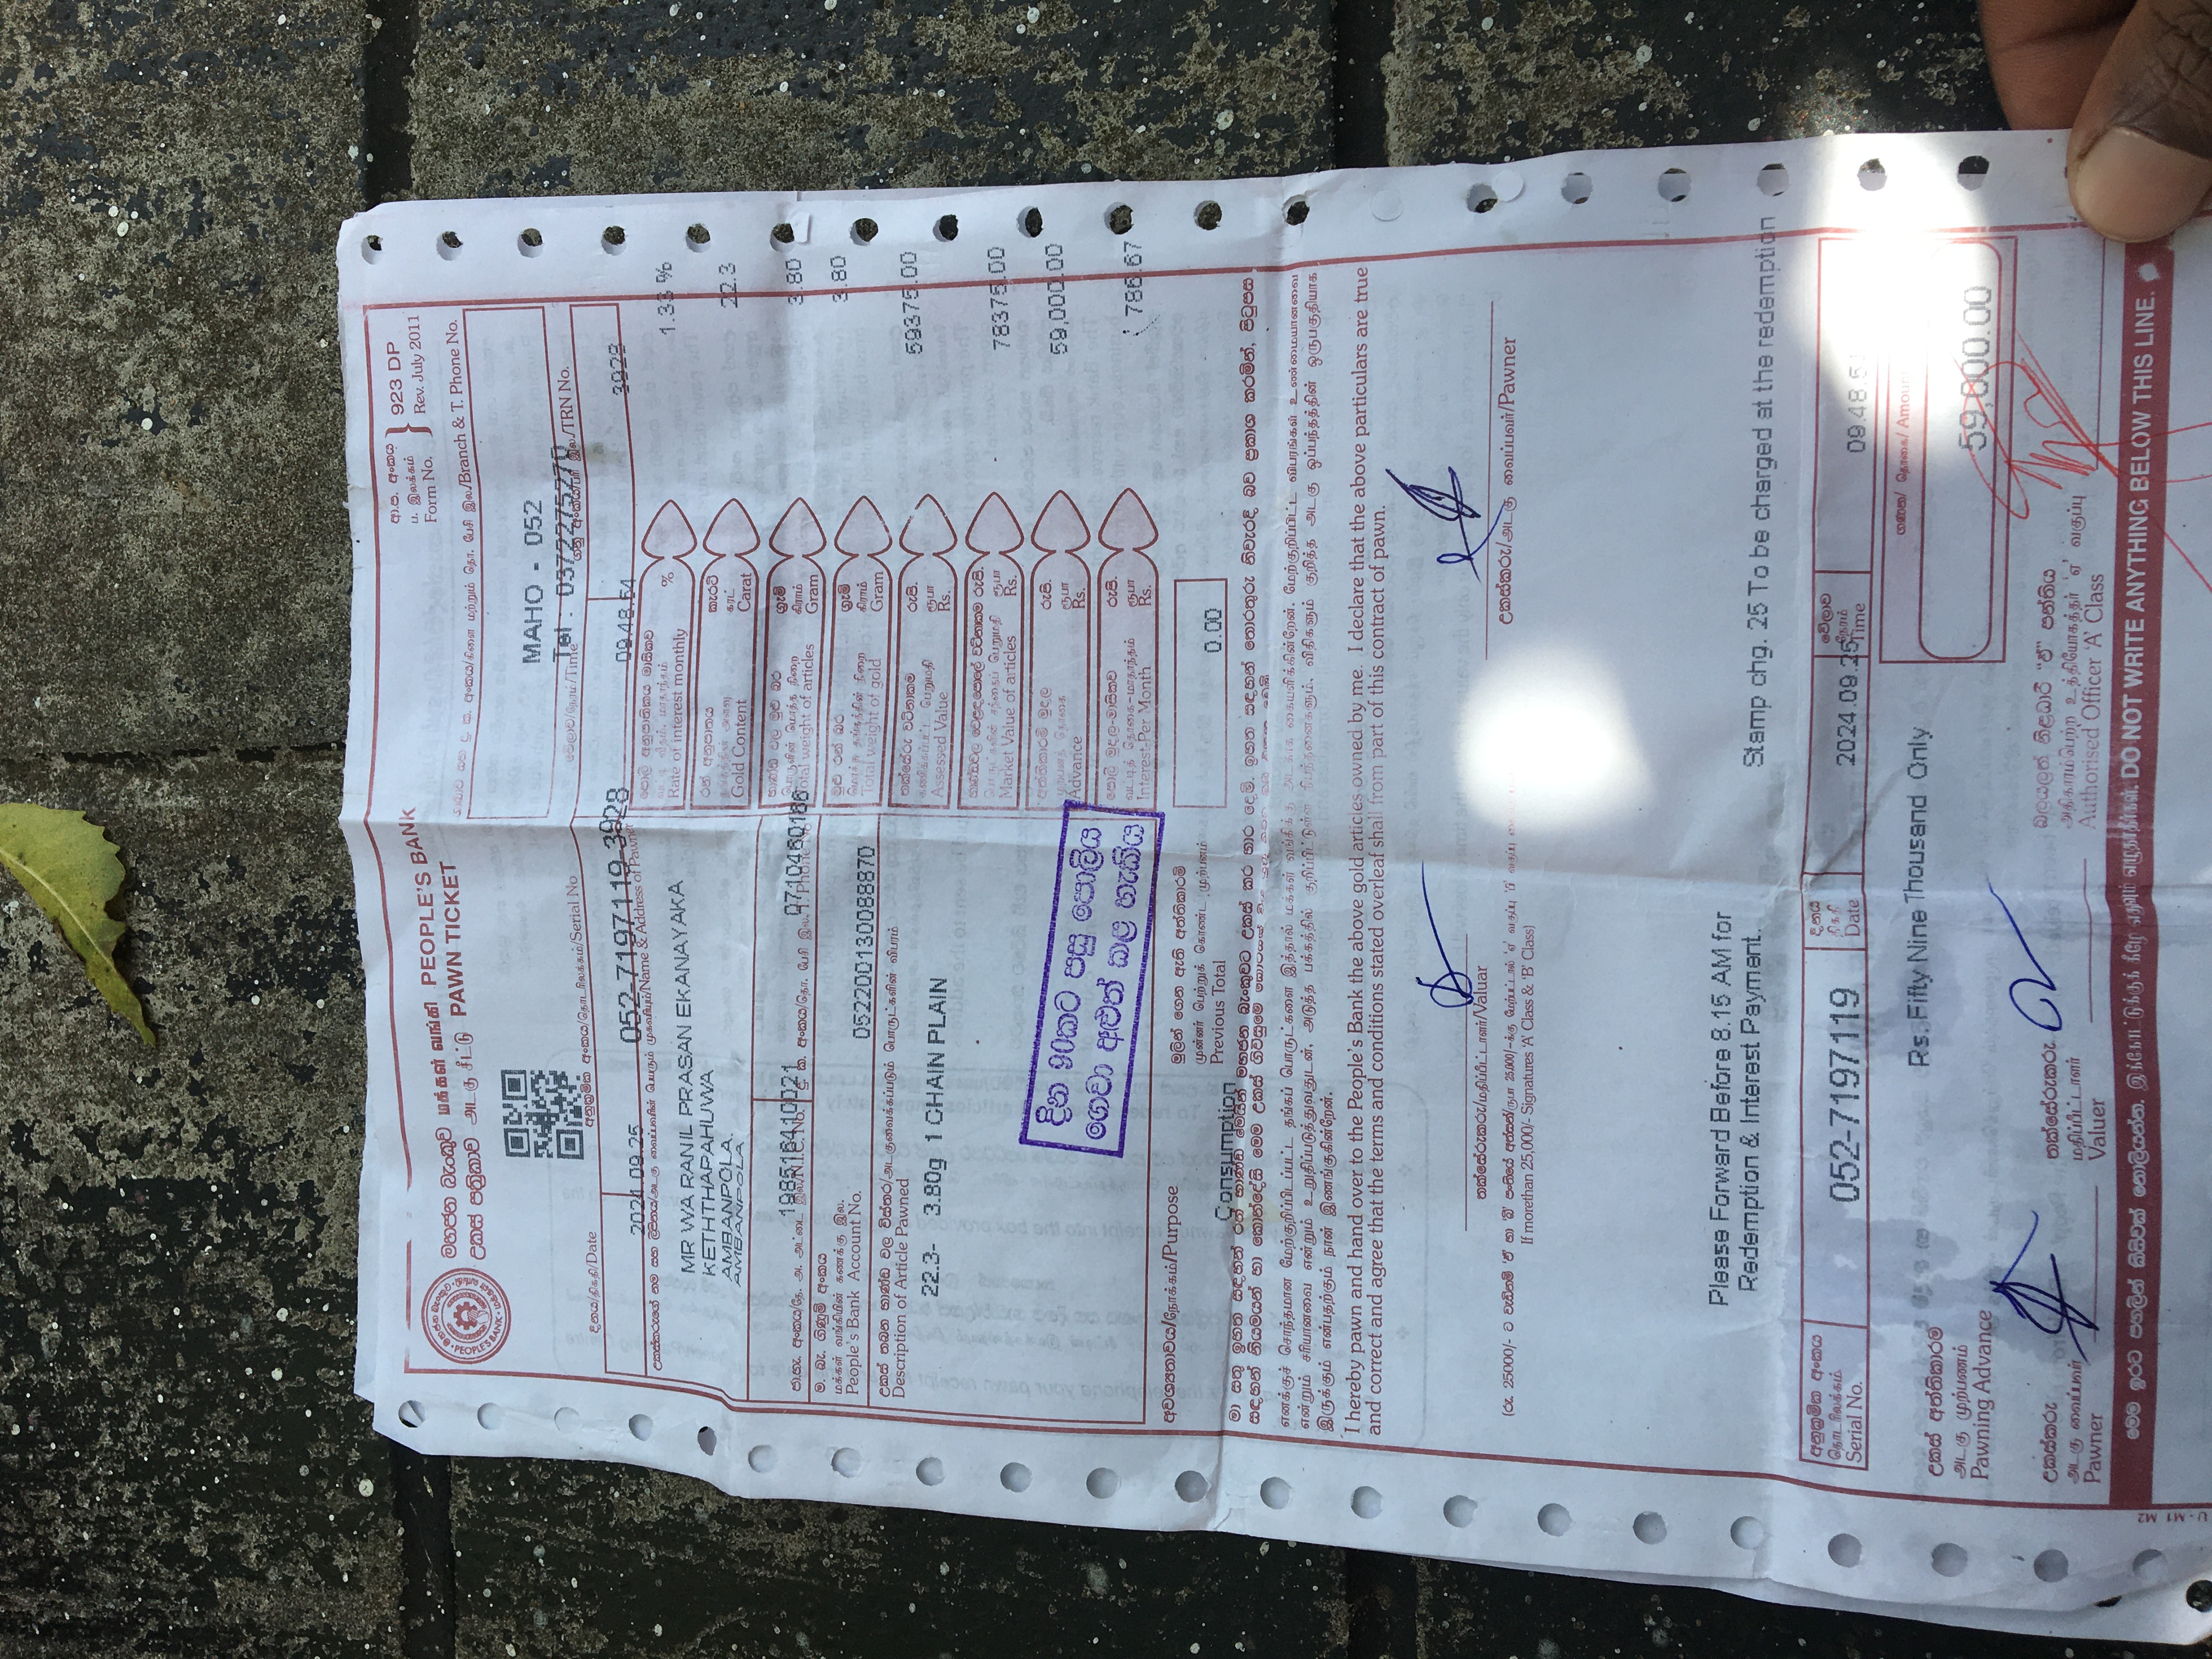 මහජන බැංකුව மக்கள் வங்கி PEOPLE'S BANK
උකස් පත්‍රිකාව அடகு சீட்டு PAWN TICKET
ආ.ප. අංකය
ப. இலக்கம்
Form No.
923 DP
Rev. July 2011
Branch & T. Phone No.
MAHO - 052
Tel : 0372275270
දිනය/திகதி/Date
අනුක්‍රමික අංකය/தொடரிலக்கம்/Serial No
වේලාව/நேரம்/Time
TRN No.
2024.09.25
052-7197119-3928
09.48.54
3928
උකස්කරුගේ නම සහ ලිපිනය/அடகு வைப்பவரின் பெயரும் முகவரியும்/Name & Address of Pawner
MR WA RANIL PRASAN EKANAYAKA
KETHTHAPAHUWA
AMBANPOLA.
AMBANPOLA
198516410021
0710460186
ජා.හැ. අංකය/தே. அ. அட்டை இல./N.I.C. No.
දු. ක. අංකය/தொ. பேசி இல./T. Phone No
ම. බැ. ගිණුම් අංකය
மக்கள் வங்கியின் கணக்கு இல.
People's Bank Account No.
052200130088870
උකස් තබන භාණ්ඩ වල විස්තර/அடகுவைக்கப்படும் பொருட்களின் விபரம்
Description of Article Pawned
22.3- 3.80g 1 CHAIN PLAIN
දින 90කට පසු පොලිය
ගෙවා අළුත් කළ හැකිය
පොලී අනුපාතිකය මාසිකව
வட்டி வீதம். மாதாந்தம்
Rate of interest monthly %
1.33 %
රන් අනුපාතය කැරට්
கரட்
Gold Content Carat
22.3
භාණ්ඩ වල මුළු බර ග්‍රෑම්
பொருளின் மொத்த நிறை கிராம்
Total weight of articles Gram
3.80
මුළු රන් බර ග්‍රෑම්
மொத்த தங்கத்தின் நிறை கிராம்
Total weight of gold Gram
3.80
තක්සේරු වටිනාකම රුපි.
கணிக்கப்பட்ட பெறுமதி ரூபா
Assessed Value Rs.
59375.00
භාණ්ඩවල වෙළඳපොලේ වටිනාකම රුපි.
பொருட்களின் சந்தைப் பெறுமதி ரூபா
Market Value of articles Rs.
78375.00
අත්තිකාරම් මුදල රුපි.
முற்பணத் தொகை ரூபா
Advance Rs.
59,000.00
පොලී මුදල-මාසිකව රුපි.
வட்டித் தொகை-மாதாந்தம் ரூபா
Interest-Per Month Rs.
786.67
අවශ්‍යතාවය/நோக்கம்/Purpose
Consumption
මුලින් ගෙන ඇති අත්තිකාරම්
முன்னர் பெற்றுக் கொண்ட முற்பணம்
Previous Total
0.00
මා සතු ඉහත සඳහන් රන් භාණ්ඩ මෙයින් මහජන බැංකුවට උකස් කර භාර දෙමි. ඉහත සඳහන් තොරතුරු නිවැරදි බව ප්‍රකාශ කරමින්, පිටුපස
සඳහන් නියමයන් හා කොන්දේසි මෙම උකස් ගිවිසුමේ
எனக்குச் சொந்தமான மேற்குறிப்பிடப்பட்ட தங்கப் பொருட்களை இத்தால் மக்கள் வங்கிக்கு அடகாக கையளிக்கின்றேன். மேற்குறிப்பிட்ட விபரங்கள் உண்மையானவை
என்றும் சரியானவை என்றும் உறுதிப்படுத்துவதுடன், அடுத்த பக்கத்தில் குறிப்பிட்டுள்ள நிபந்தனைகளும், விதிகளும் குறித்த அடகு ஒப்பந்தத்தின் ஒருபகுதியாக
இருக்கும் என்பதற்கும் நான் இணங்குகின்றேன்.
I hereby pawn and hand over to the People's Bank the above gold articles owned by me. I declare that the above particulars are true
and correct and agree that the terms and conditions stated overleaf shall from part of this contract of pawn.
තක්සේරුකරු/மதிப்பீட்டாளர்/Valuar
උකස්කරු/அடகு வைப்பவர்/Pawner
(රු. 25000/- ට වැඩිනම් 'ඒ' හා 'බී' පංතියේ අත්සන්/ரூபா 25,000/-க்கு மேற்பட்டால் 'ஏ' வகுப்பு 'பி' வகுப்பு
If morethan 25,000/- Signatures 'A' Class & 'B' Class)
Please Forward Before 8.15 AM for
Redemption & Interest Payment.
Stamp chg. 25 To be charged at the redemption
අනුක්‍රමික අංකය
தொடரிலக்கம்
Serial No.
052-7197119
දිනය
திகதி
Date
2024.09.25
වේලාව
நேரம்
Time
09.48.5
ගණන/ தொகை/ Amount
Rs. Fifty Nine Thousand Only
59,000.00
උකස් අත්තිකාරම
அடகு முற்பணம்
Pawning Advance
උකස්කරු
அடகு வைப்பவர்
Pawner
තක්සේරුකරු
மதிப்பீட்டாளர்
Valuer
බලයලත් නිළධාරී "ඒ" පන්තිය
அதிகாரம்பெற்ற உத்தியோகத்தர் 'ஏ' வகுப்பு
Authorised Officer 'A' Class
මෙම ඉරට පහලින් කිසිවක් නොලියන්න. இக்கோட்டுக்குக் கீழே எதுவும் எழுதாதீர்கள். DO NOT WRITE ANYTHING BELOW THIS LINE.